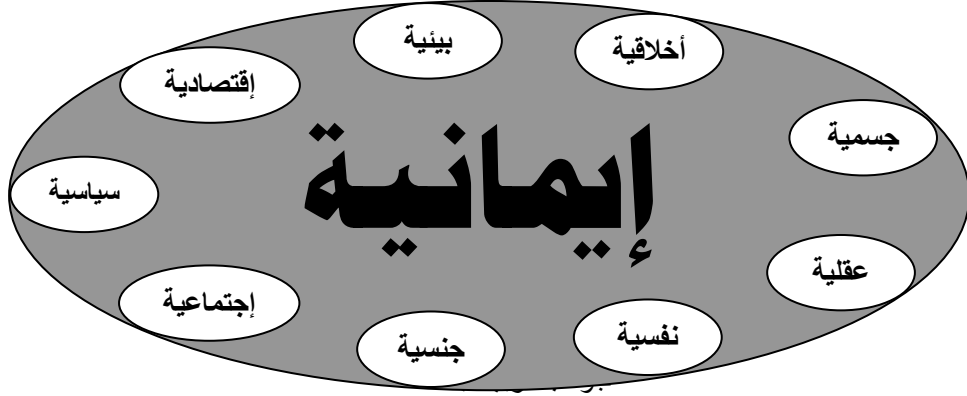 أخلاقية
بيئية
إقتصادية
جسمية
إيمانية
سياسية
عقلية
إجتماعية
نفسية
جنسية